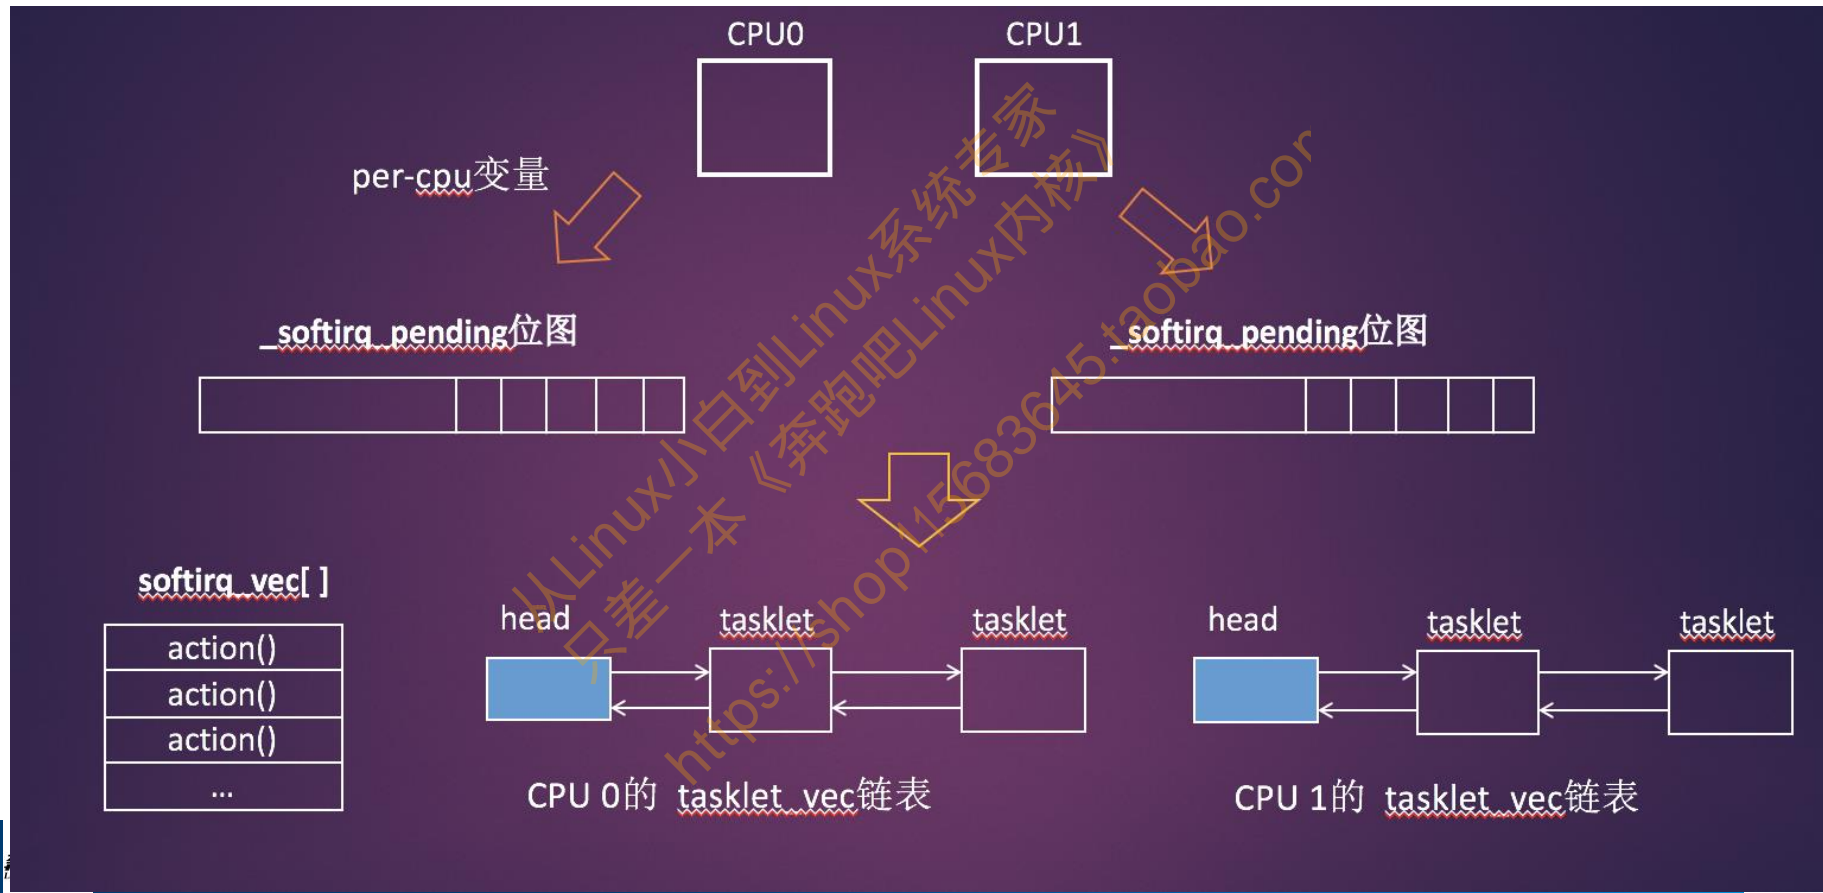 CPU0
CPU1
per-cpu变量
_softirq_pending位图
_softirq_pending位图
softirq_vec[ ]
action()
action()
action()
...
head
tasklet
tasklet
CPU 0的 tasklet_vec链表
head
tasklet
tasklet
CPU 1的 tasklet_vec链表
从Linux小白到Linux系统专家
只差一本《奔跑吧Linux内核》
https://shop115683645.taobao.cor